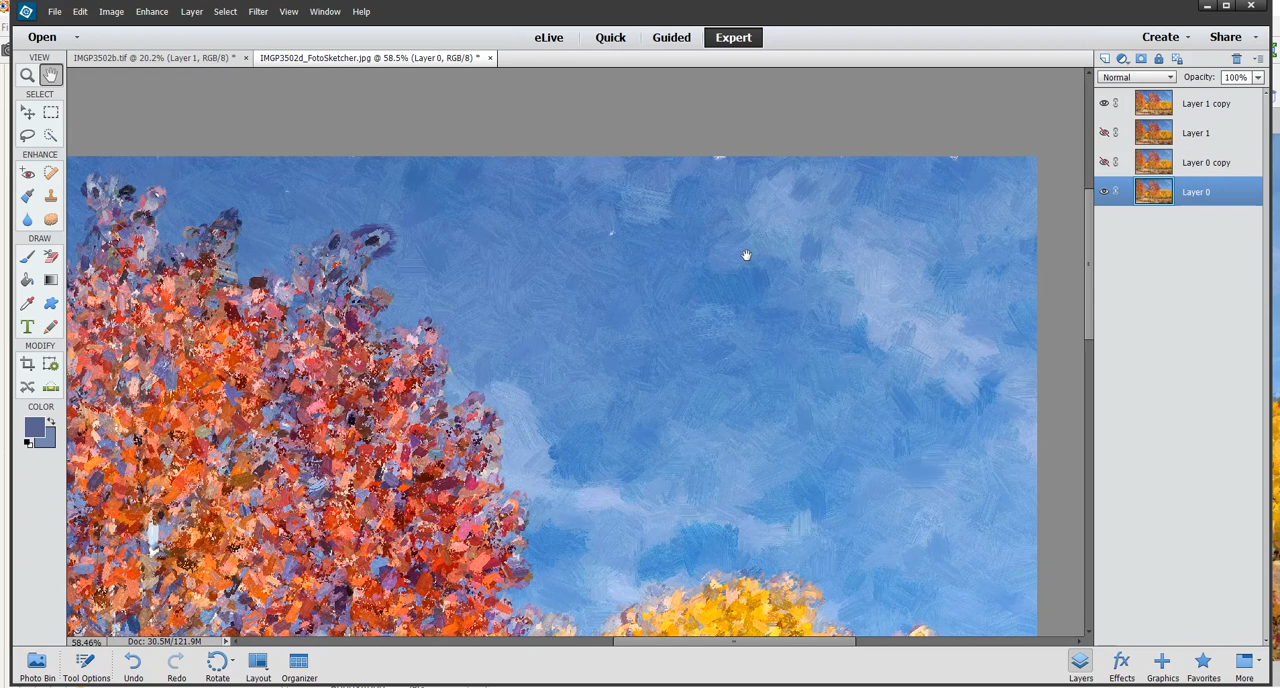 File Edit Image Enhance Layer Select Filter View Window Help
Open eLive Quick Guided Expert Create Share
IMGP3502b.tif @ 20.2% (Layer 1, RGB/8) * × IMGP3502d_FotoSketcher.jpg @ 58.5% (Layer 0, RGB/8) * ×
VIEW
Normal Opacity: 100%
SELECT
Layer 1 copy
Layer 1
ENHANCE
Layer 0 copy
Layer 0
DRAW
T
MODIFY
COLOR
58.46% Doc: 30.5M/121.9M
Photo Bin Tool Options Undo Redo Rotate Layout Organizer Layers Effects Graphics Favorites More